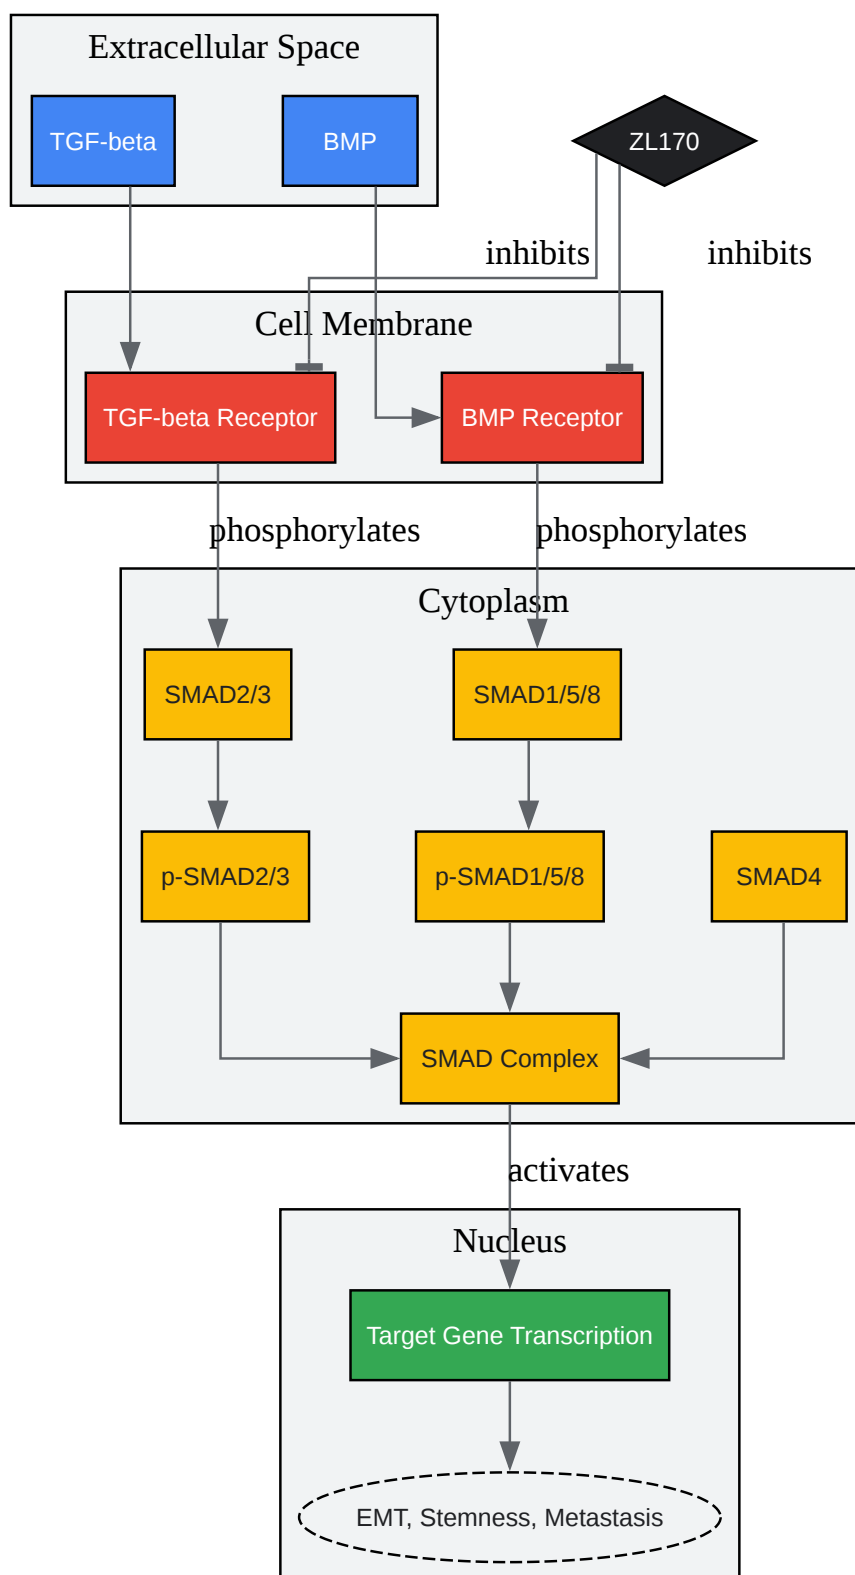 Extracellular Space
TGF-beta
BMP
ZL170
inhibits
inhibits
Cell Membrane
TGF-beta Receptor
BMP Receptor
phosphorylates
phosphorylates
Cytoplasm
SMAD2/3
SMAD1/5/8
p-SMAD2/3
p-SMAD1/5/8
SMAD4
SMAD Complex
activates
Nucleus
Target Gene Transcription
EMT, Stemness, Metastasis